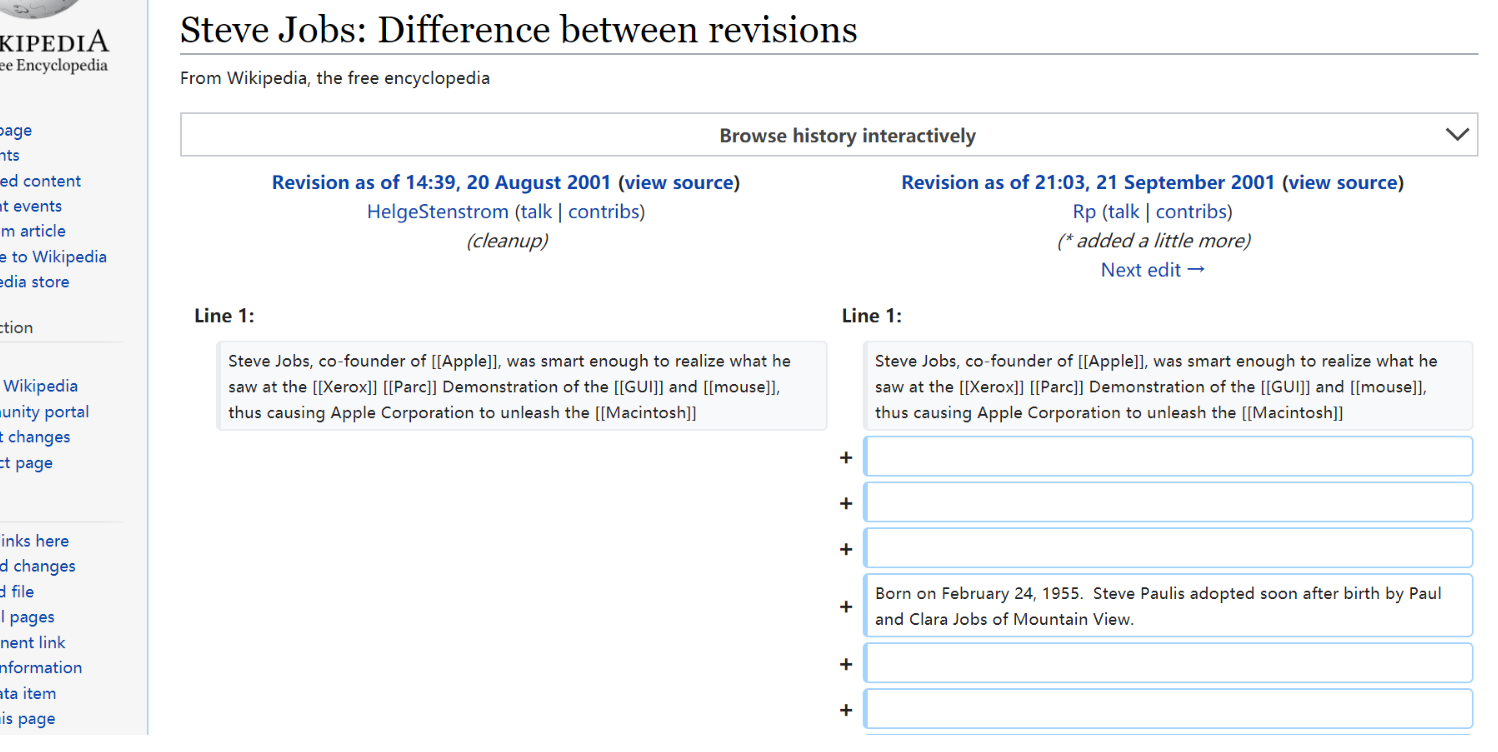 KIPEDIA
ee Encyclopedia
page
nts
ed content
nt events
m article
e to Wikipedia
edia store
ction
Wikipedia
unity portal
t changes
ct page
inks here
d changes
d file
l pages
nent link
nformation
ata item
is page
Steve Jobs: Difference between revisions
From Wikipedia, the free encyclopedia
Browse history interactively
Revision as of 14:39, 20 August 2001 (view source)
HelgeStenstrom (talk | contribs)
(cleanup)
Revision as of 21:03, 21 September 2001 (view source)
Rp (talk | contribs)
(* added a little more)
Next edit →
Line 1:
Steve Jobs, co-founder of [[Apple]], was smart enough to realize what he
saw at the [[Xerox]] [[Parc]] Demonstration of the [[GUI]] and [[mouse]],
thus causing Apple Corporation to unleash the [[Macintosh]]
Line 1:
Steve Jobs, co-founder of [[Apple]], was smart enough to realize what he
saw at the [[Xerox]] [[Parc]] Demonstration of the [[GUI]] and [[mouse]],
thus causing Apple Corporation to unleash the [[Macintosh]]
+
+
+
+ Born on February 24, 1955.  Steve Paulis adopted soon after birth by Paul
and Clara Jobs of Mountain View.
+
+